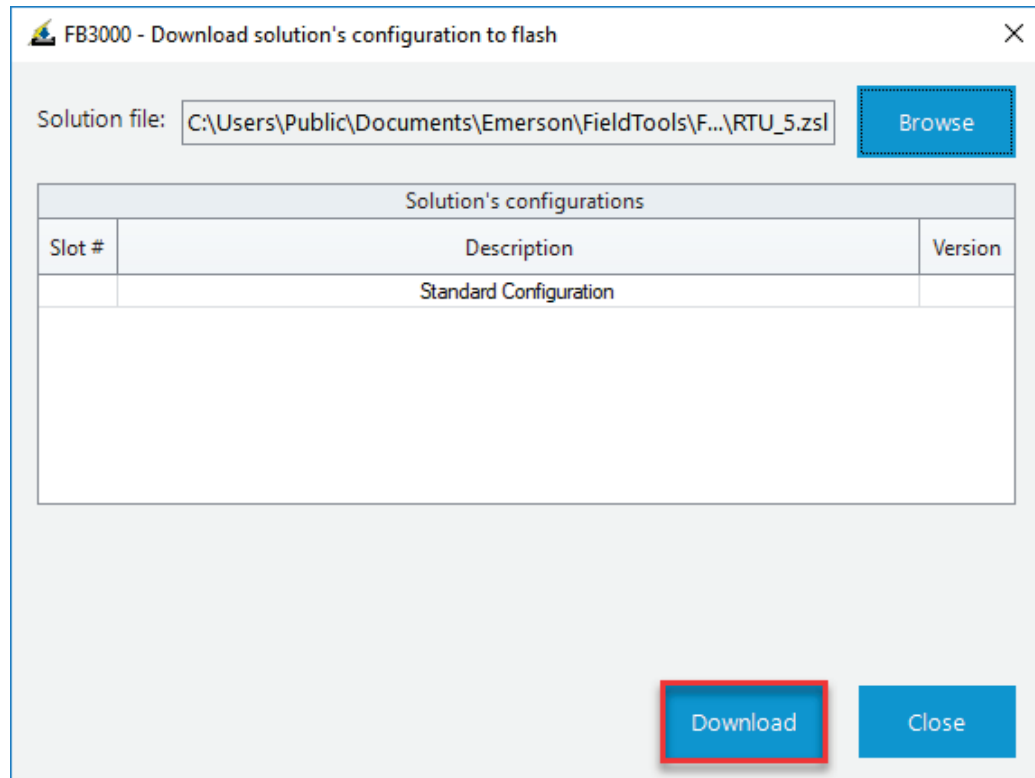 FB3000 - Download solution's configuration to flash
Solution file: C:\Users\Public\Documents\Emerson\FieldTools\F...\RTU_5.zsl Browse
Solution's configurations
Slot # Description Version
Standard Configuration
Download Close